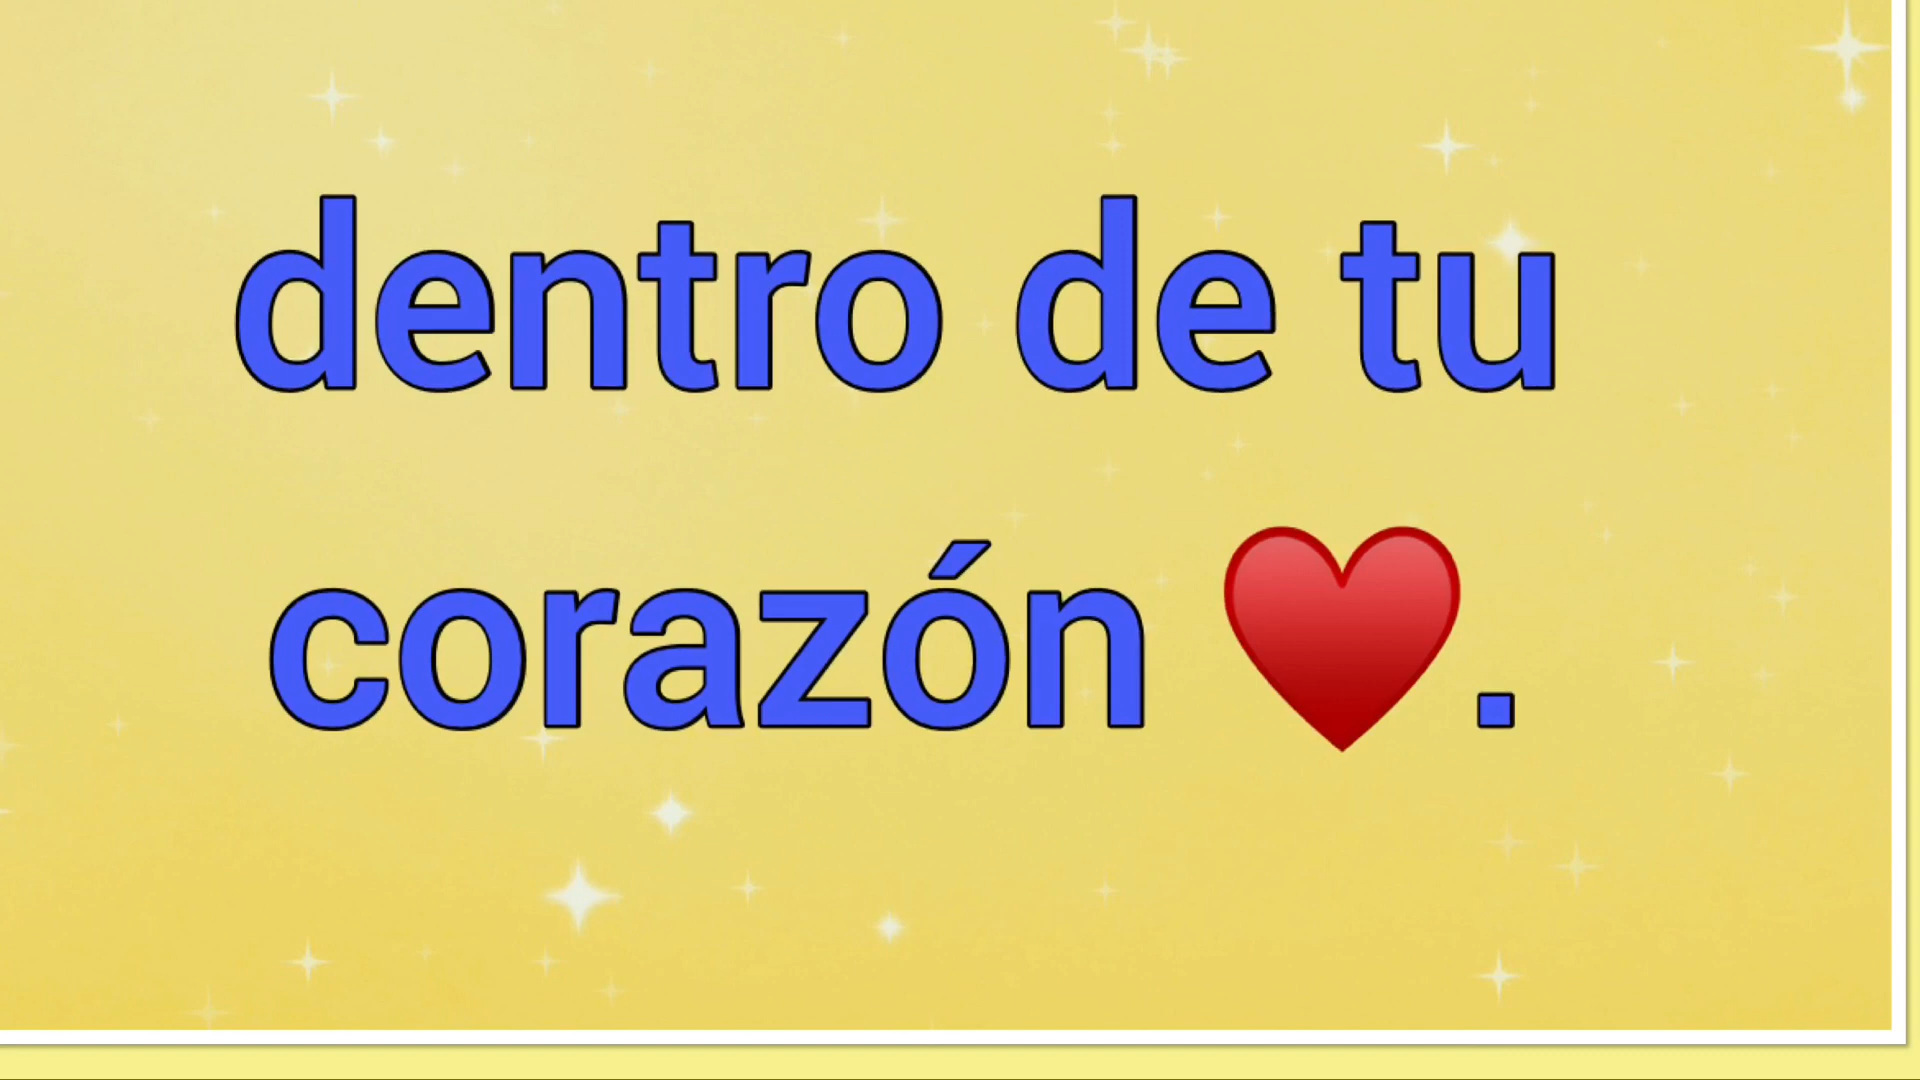 dentro de tu
corazón ♥️.